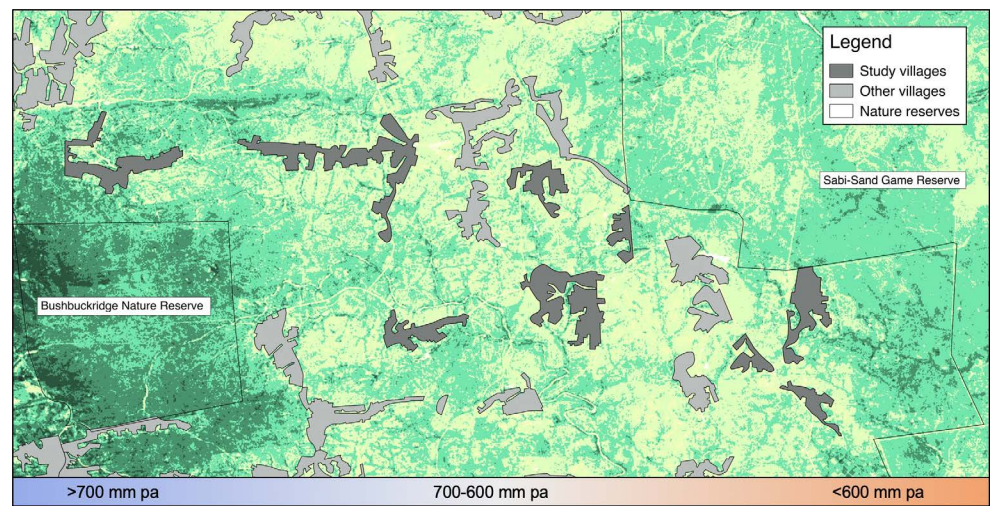 Legend
Study villages
Other villages
Nature reserves
Sabi-Sand Game Reserve
Bushbuckridge Nature Reserve
>700 mm pa
700-600 mm pa
<600 mm pa